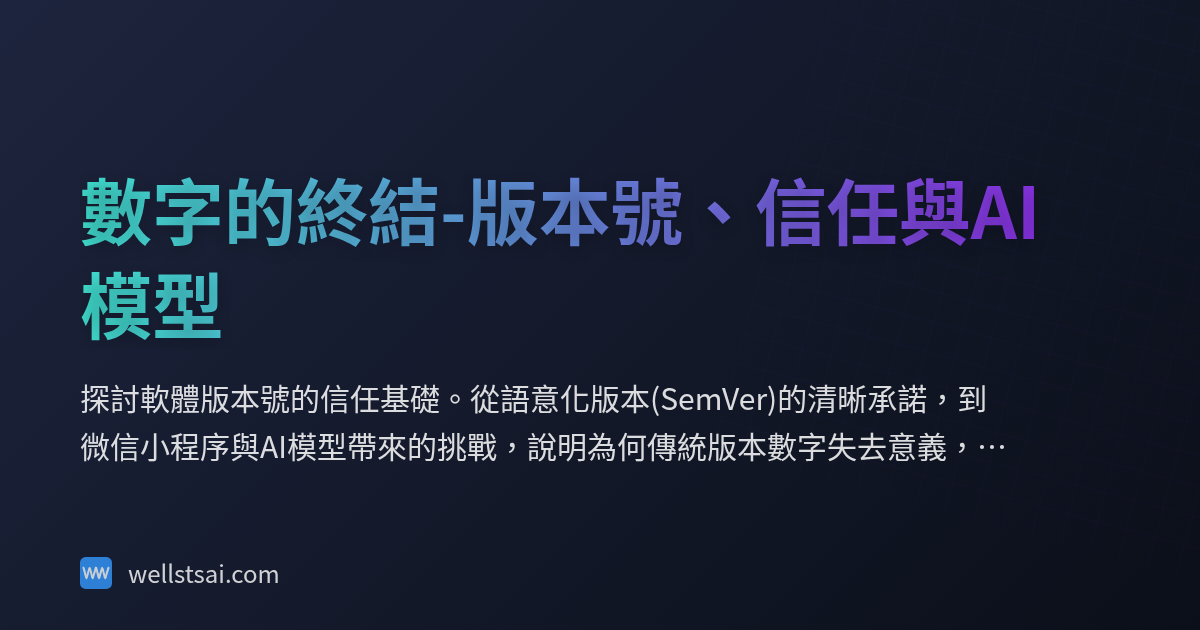 數字的終結-版本號、信任與AI
模型
探討軟體版本號的信任基礎。從語意化版本(SemVer)的清晰承諾，到
微信小程序與AI模型帶來的挑戰，說明為何傳統版本數字失去意義，⋯
W wellstsai.com